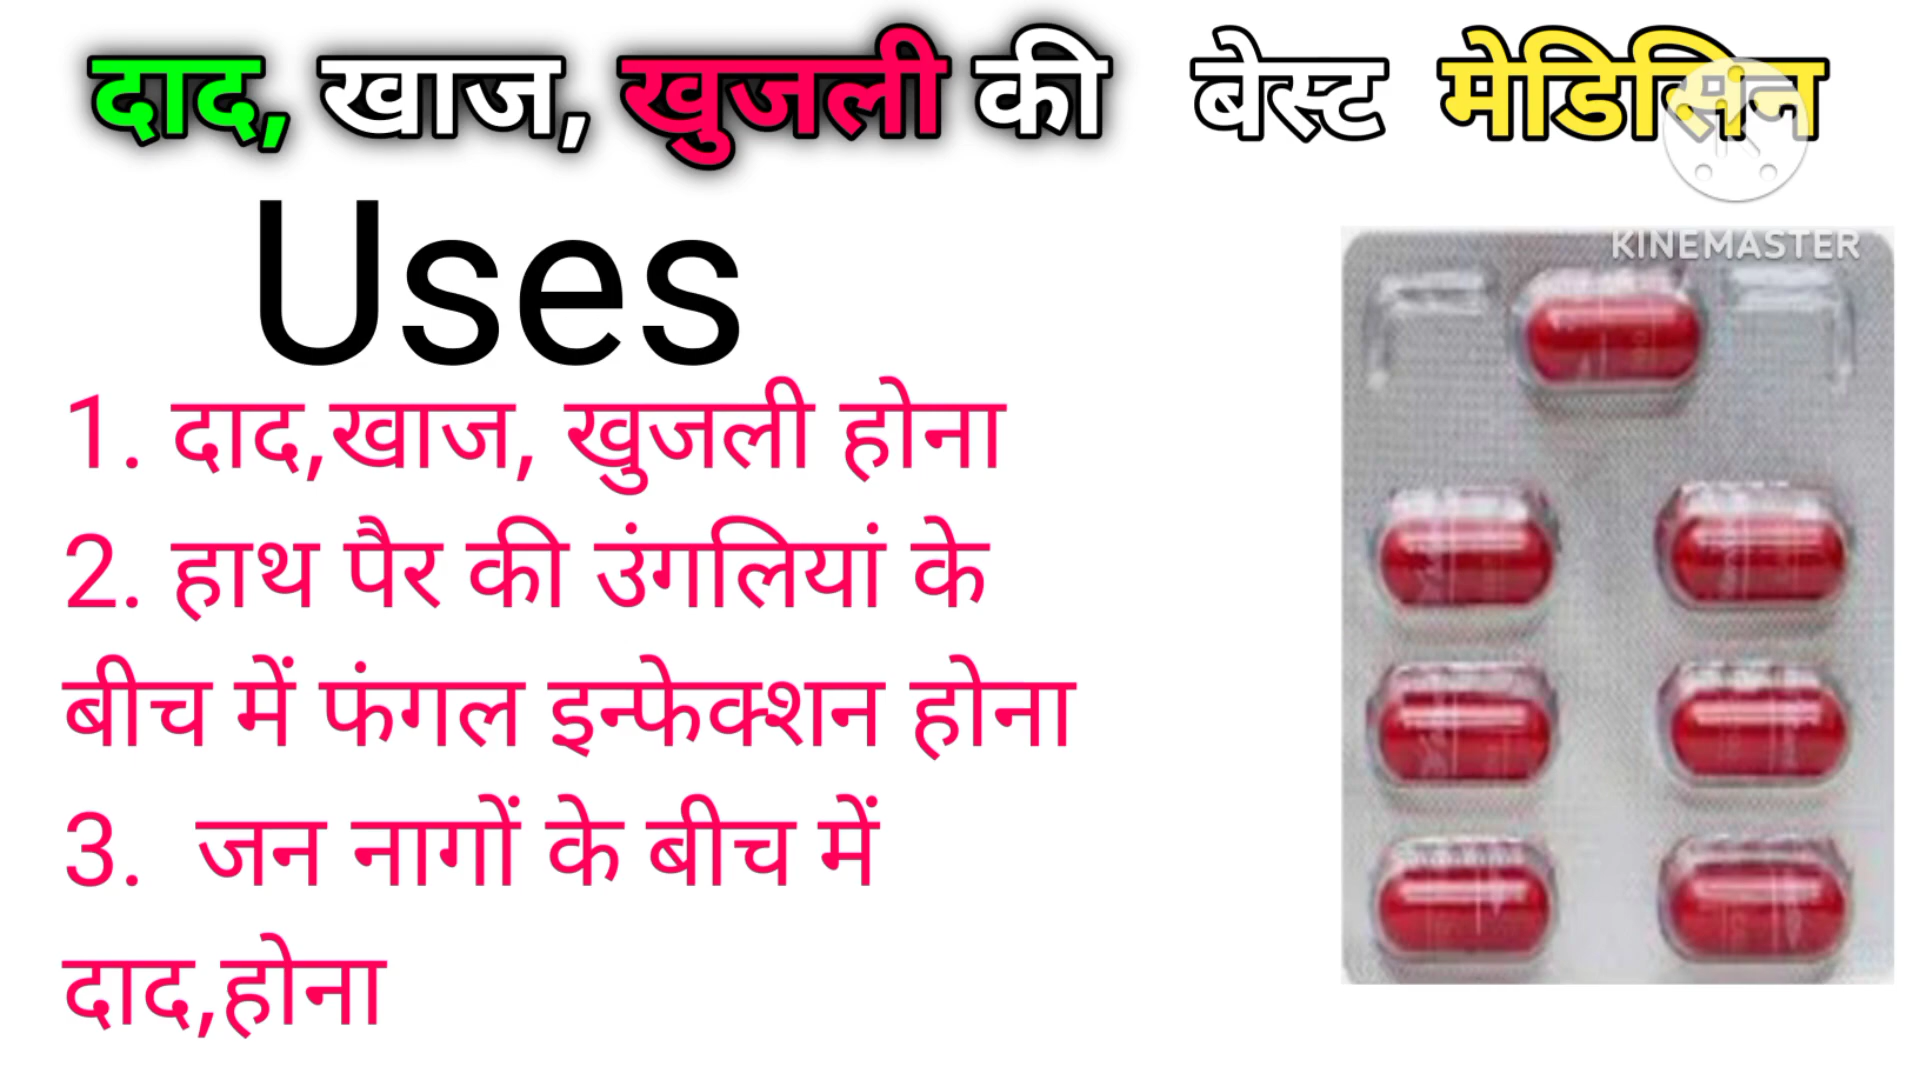 दाद, खाज, खुजली की बेस्ट मेडिसिन
KINEMASTER
Uses
1. दाद,खाज, खुजली होना
2. हाथ पैर की उंगलियां के
बीच में फंगल इन्फेक्शन होना
3. जन नागों के बीच में
दाद,होना